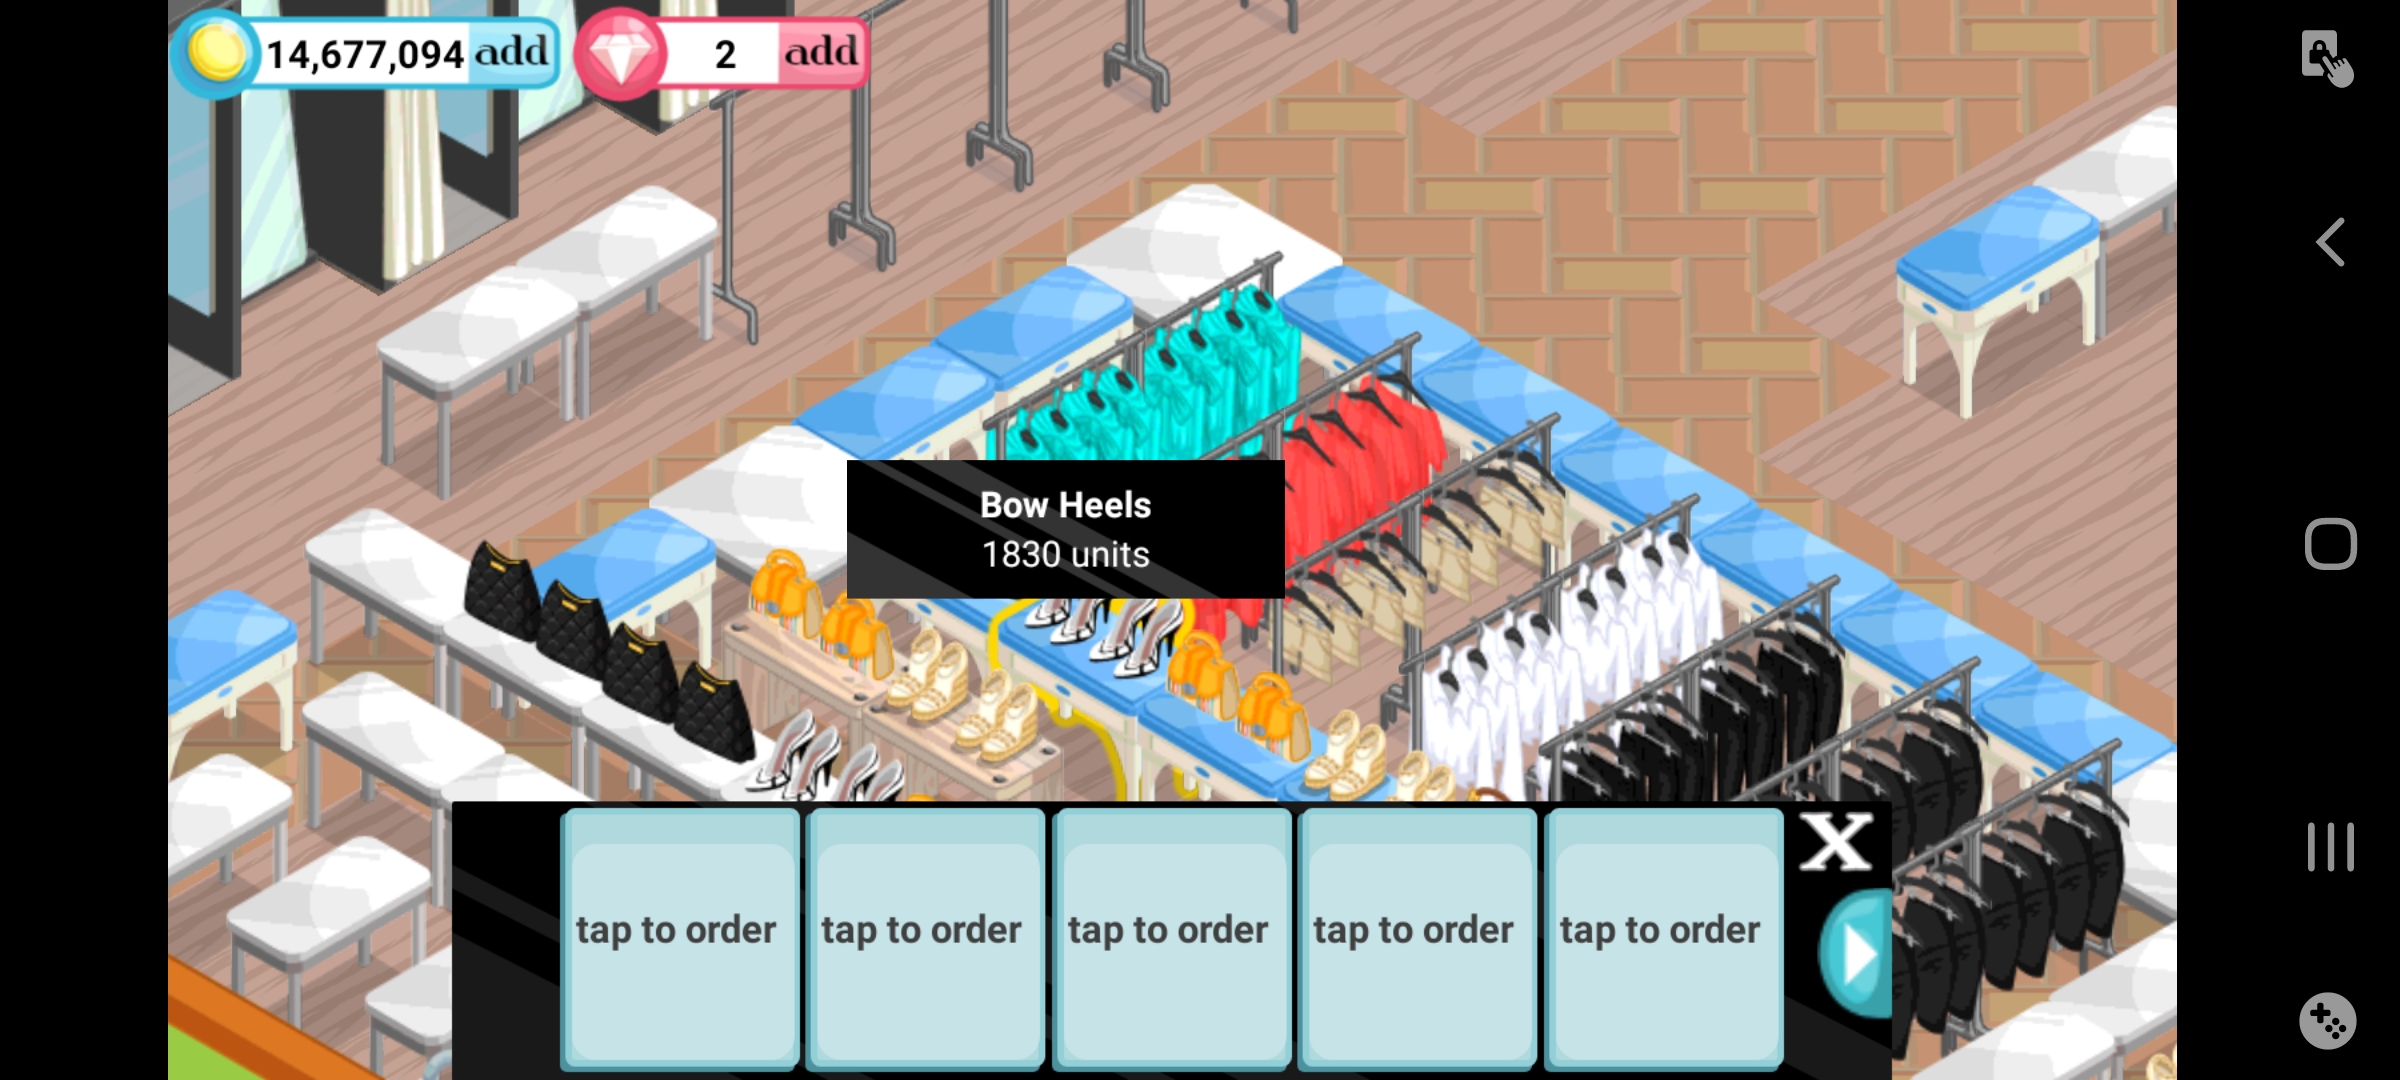 14,677,094 add
2 add
Bow Heels
1830 units
X
tap to order
tap to order
tap to order
tap to order
tap to order